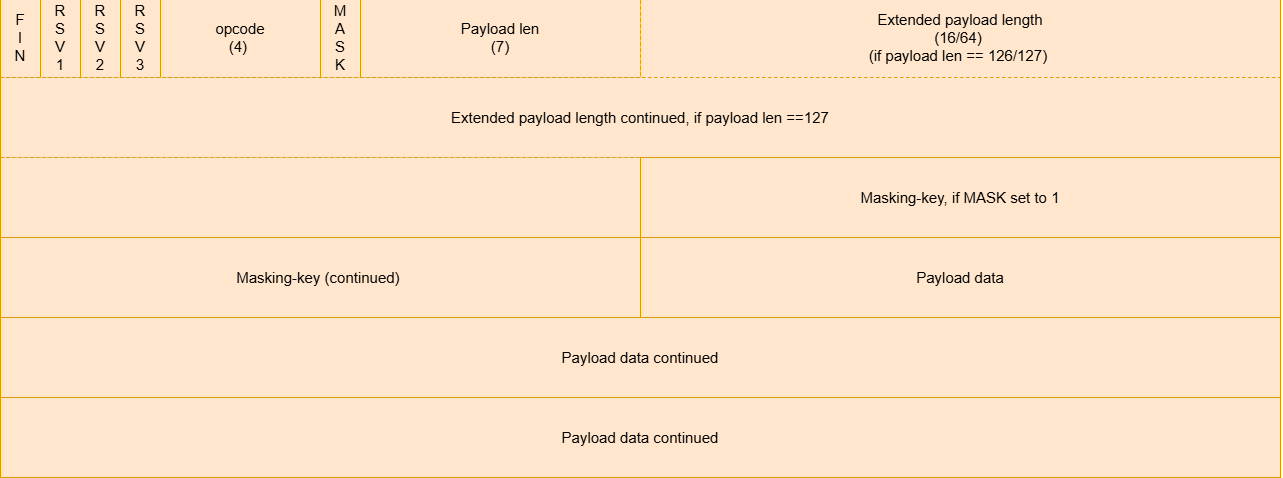 FIN
RSV1
RSV2
RSV3
opcode
(4)
MASK
Payload len
(7)
Extended payload length
(16/64)
(if payload len == 126/127)
Extended payload length continued, if payload len ==127
Masking-key, if MASK set to 1
Masking-key (continued)
Payload data
Payload data continued
Payload data continued